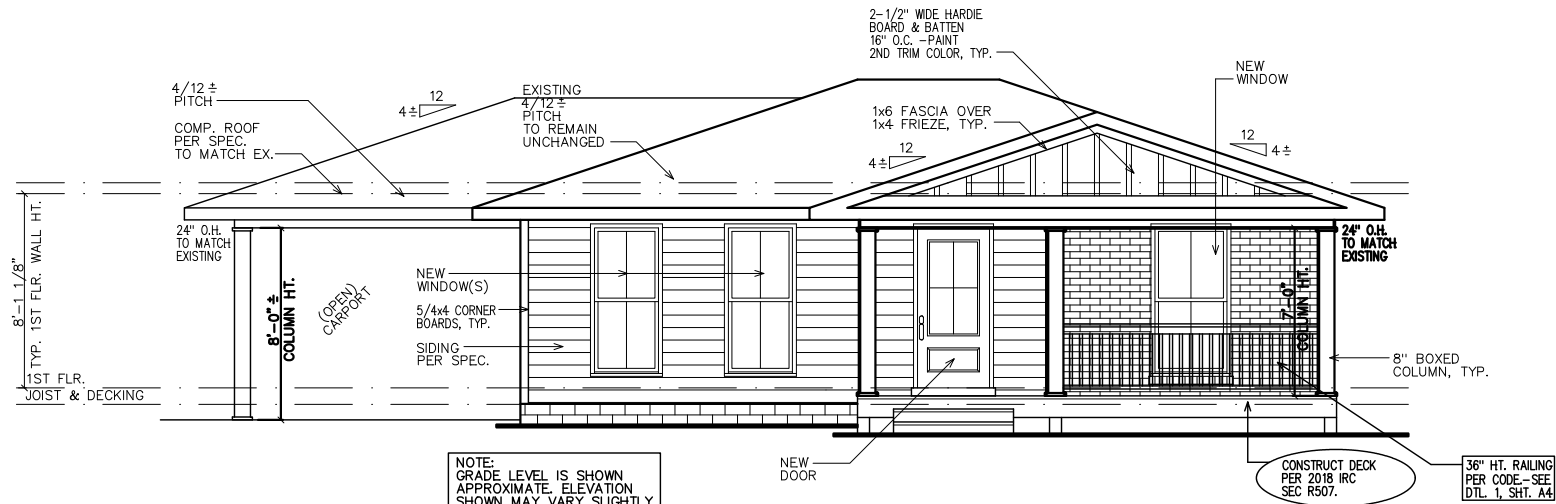 2-1/2" WIDE HARDIE
BOARD & BATTEN
16" O.C. -PAINT
2ND TRIM COLOR, TYP.
NEW
WINDOW
4/12 ±
PITCH
COMP. ROOF
PER SPEC.
TO MATCH EX.
12
4±
EXISTING
4/12 ±
PITCH
TO REMAIN
UNCHANGED
1x6 FASCIA OVER
1x4 FRIEZE, TYP.
12
4±
12
4±
8'-1 1/8"
TYP. 1ST FLR. WALL HT.
24" O.H.
TO MATCH
EXISTING
8'-0" ±
COLUMN HT.
(OPEN)
CARPORT
NEW
WINDOW(S)
5/4x4 CORNER
BOARDS, TYP.
SIDING
PER SPEC.
24" O.H.
TO MATCH
EXISTING
7'-0"
COLUMN HT.
8" BOXED
COLUMN, TYP.
1ST FLR.
JOIST & DECKING
NOTE:
GRADE LEVEL IS SHOWN
APPROXIMATE. ELEVATION
SHOWN MAY VARY SLIGHTLY
NEW
DOOR
CONSTRUCT DECK
PER 2018 IRC
SEC R507.
36" HT. RAILING
PER CODE.-SEE
DTL. 1, SHT. A4